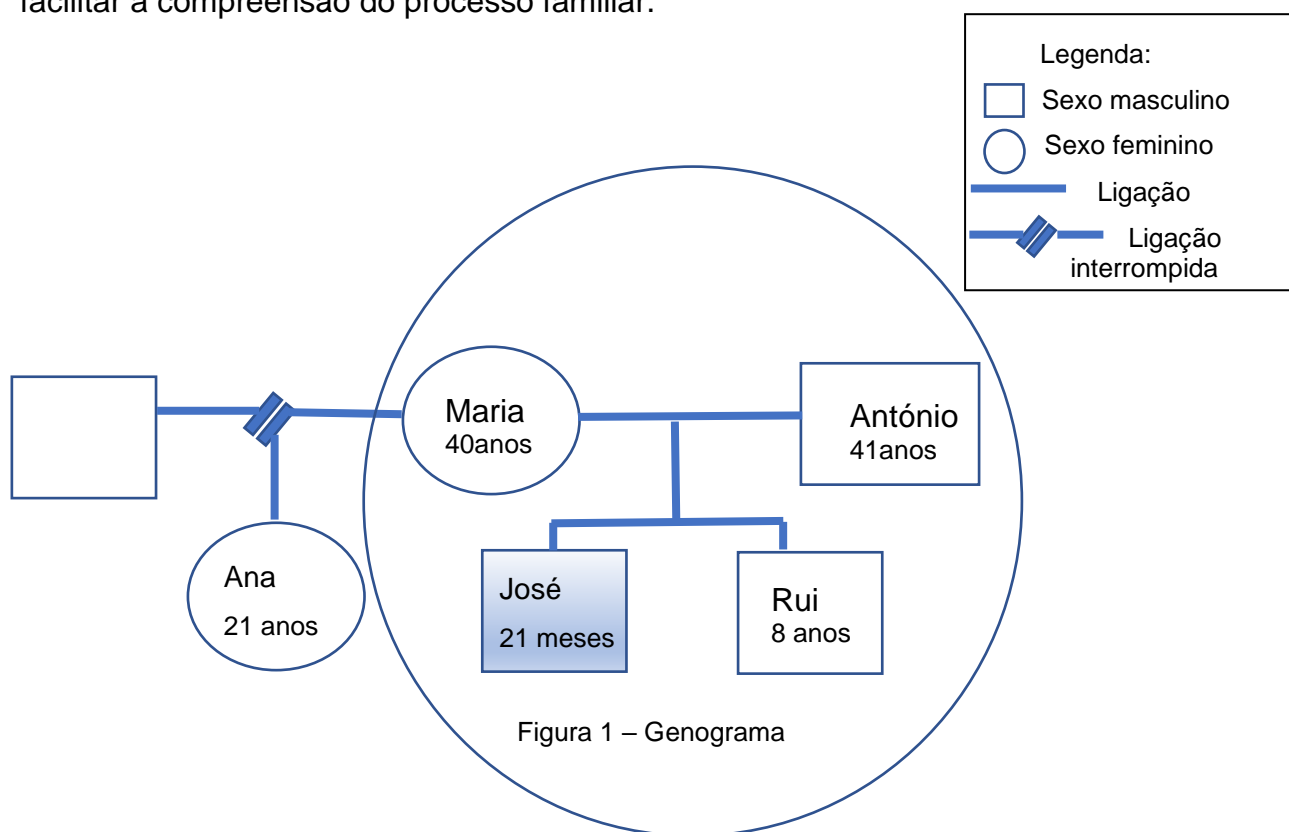 facilitar a compreensão do processo familiar.
Legenda:
Sexo masculino
Sexo feminino
Ligação
Ligação
interrompida
Maria
40anos
António
41anos
Ana
21 anos
José
21 meses
Rui
8 anos
Figura 1 – Genograma